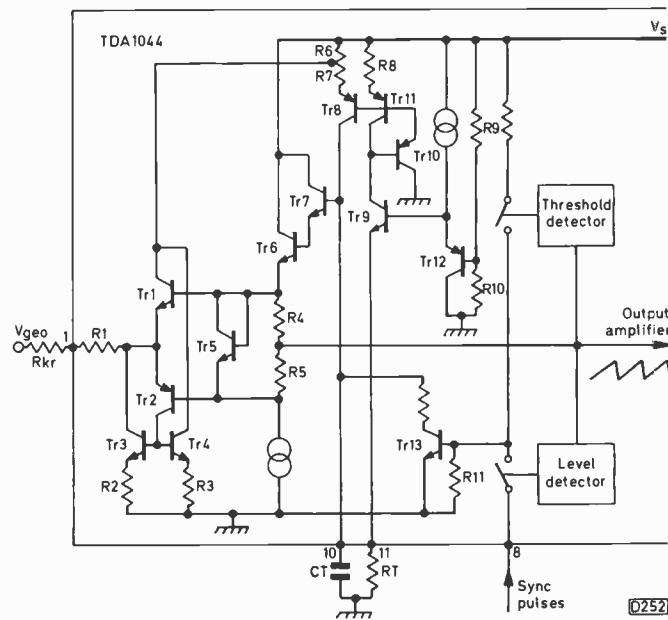 TDA1044
Vs
R6
R7
R8
Tr8
Tr11
Tr10
R9
Tr7
Tr9
Threshold
detector
Tr6
Tr12
R10
Tr1
Vgeo
1
R1
Rkr
Tr5
R4
R5
Output
amplifier
Tr2
Tr3
Tr4
Tr13
R11
Level
detector
R2
R3
10
11
8
CT
RT
Sync
pulses
D252